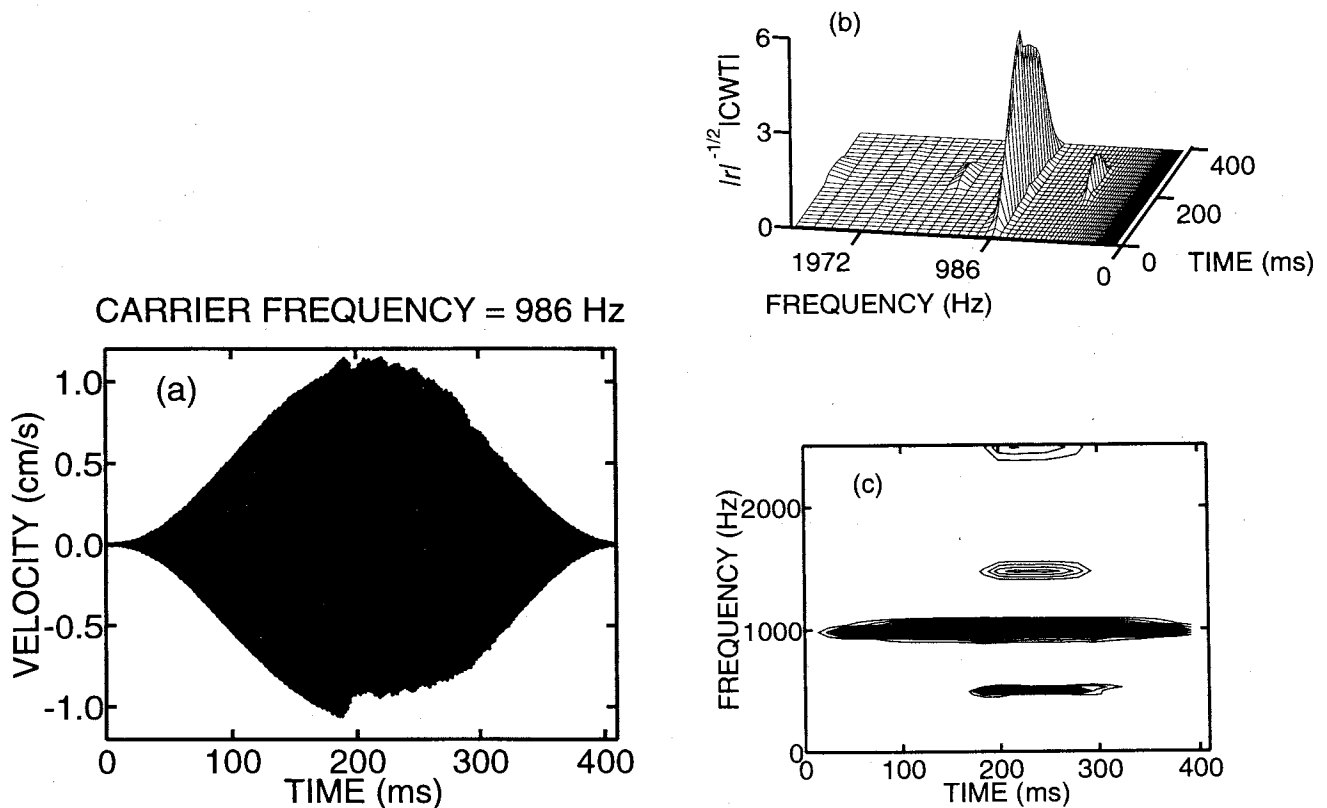 CARRIER FREQUENCY = 986 Hz
(a)
VELOCITY (cm/s)
1.0
0.5
0.0
-0.5
-1.0
0 100 200 300 400
TIME (ms)
(b)
|r|^-1/2|CWT|
6
3
0
1972 986 0
FREQUENCY (Hz)
0 200 400
TIME (ms)
(c)
FREQUENCY (Hz)
2000
1000
0
0 100 200 300 400
TIME (ms)